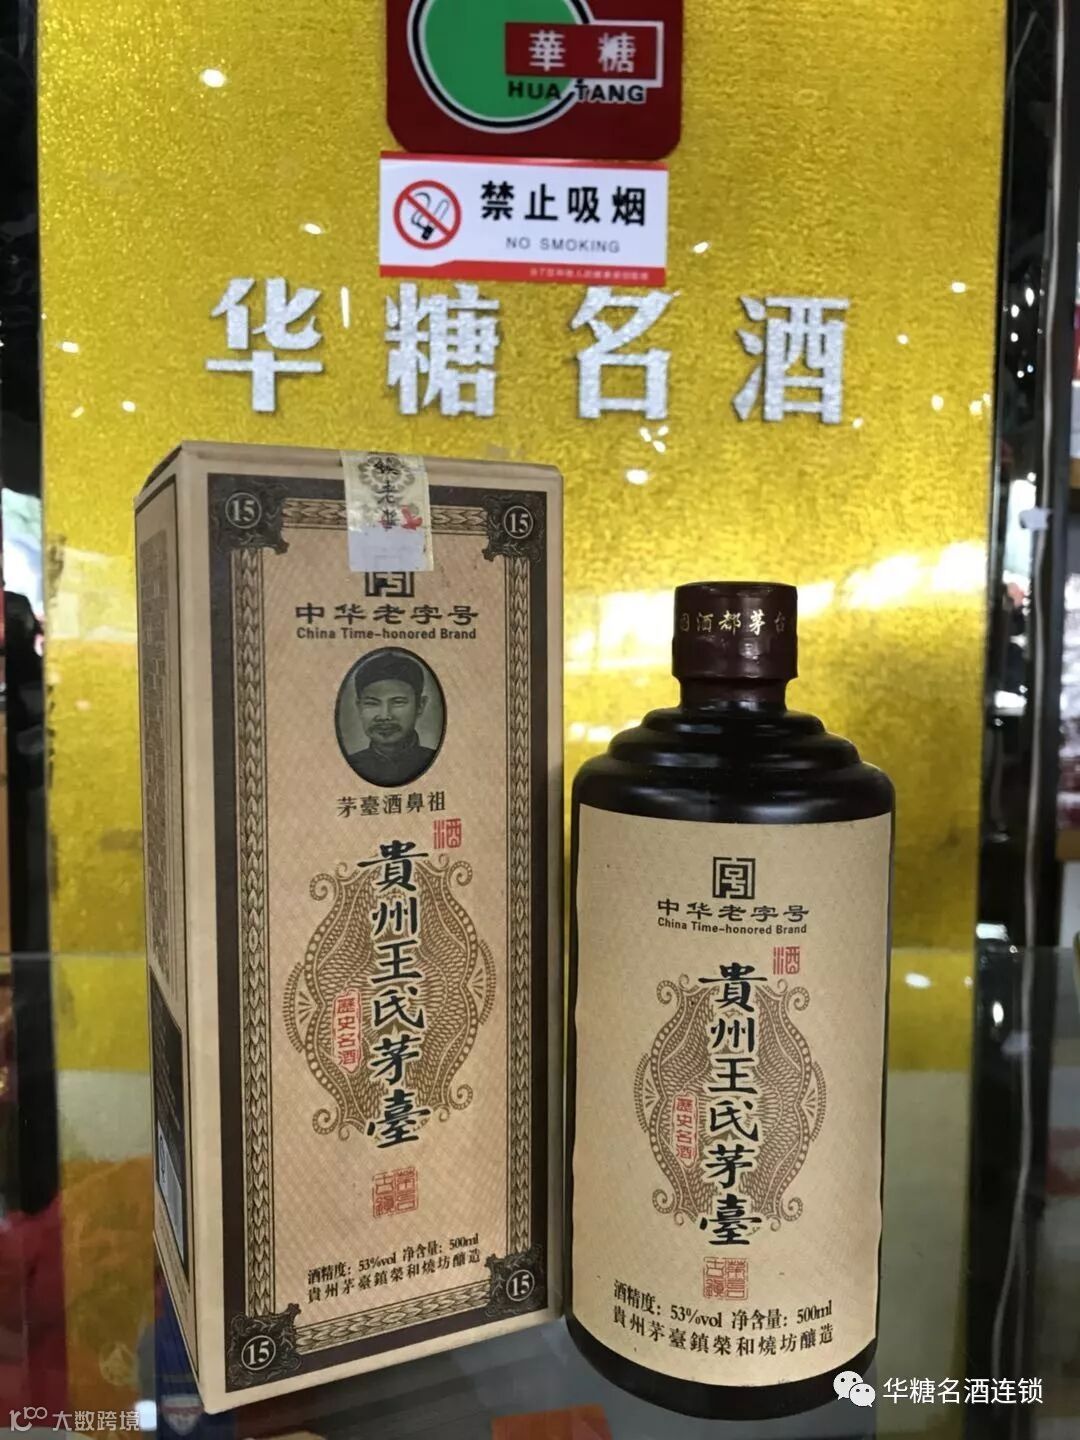 華糖
HUA TANG
禁止吸烟
NO SMOKING
华糖名酒
15
15
中华老字号
China Time-honored Brand
茅臺酒鼻祖
酒
貴州王氏茅臺
歷史名酒
酒精度：53%vol 净含量：500ml
貴州茅臺鎮榮和燒坊釀造
15
15
国酒都茅台
中华老字号
China Time-honored Brand
酒
貴州王氏茅臺
歷史名酒
酒精度：53%vol 净含量：500ml
貴州茅臺鎮榮和燒坊釀造
华糖名酒连锁
大数跨境